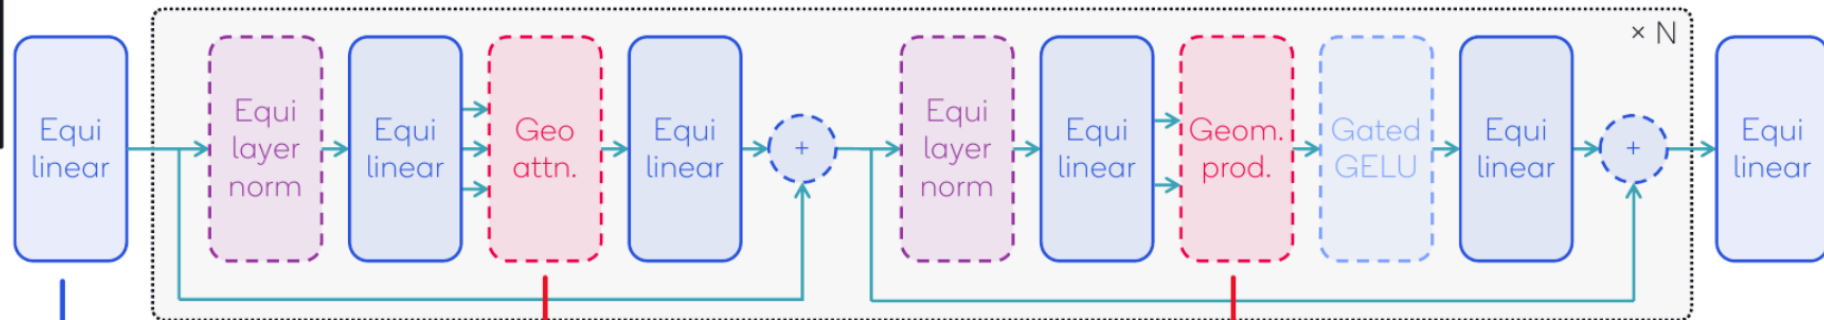 × N
Equi
linear
Equi
layer
norm
Equi
linear
Geo
attn.
Equi
linear
+
Equi
layer
norm
Equi
linear
Geom.
prod.
Gated
GELU
Equi
linear
+
Equi
linear